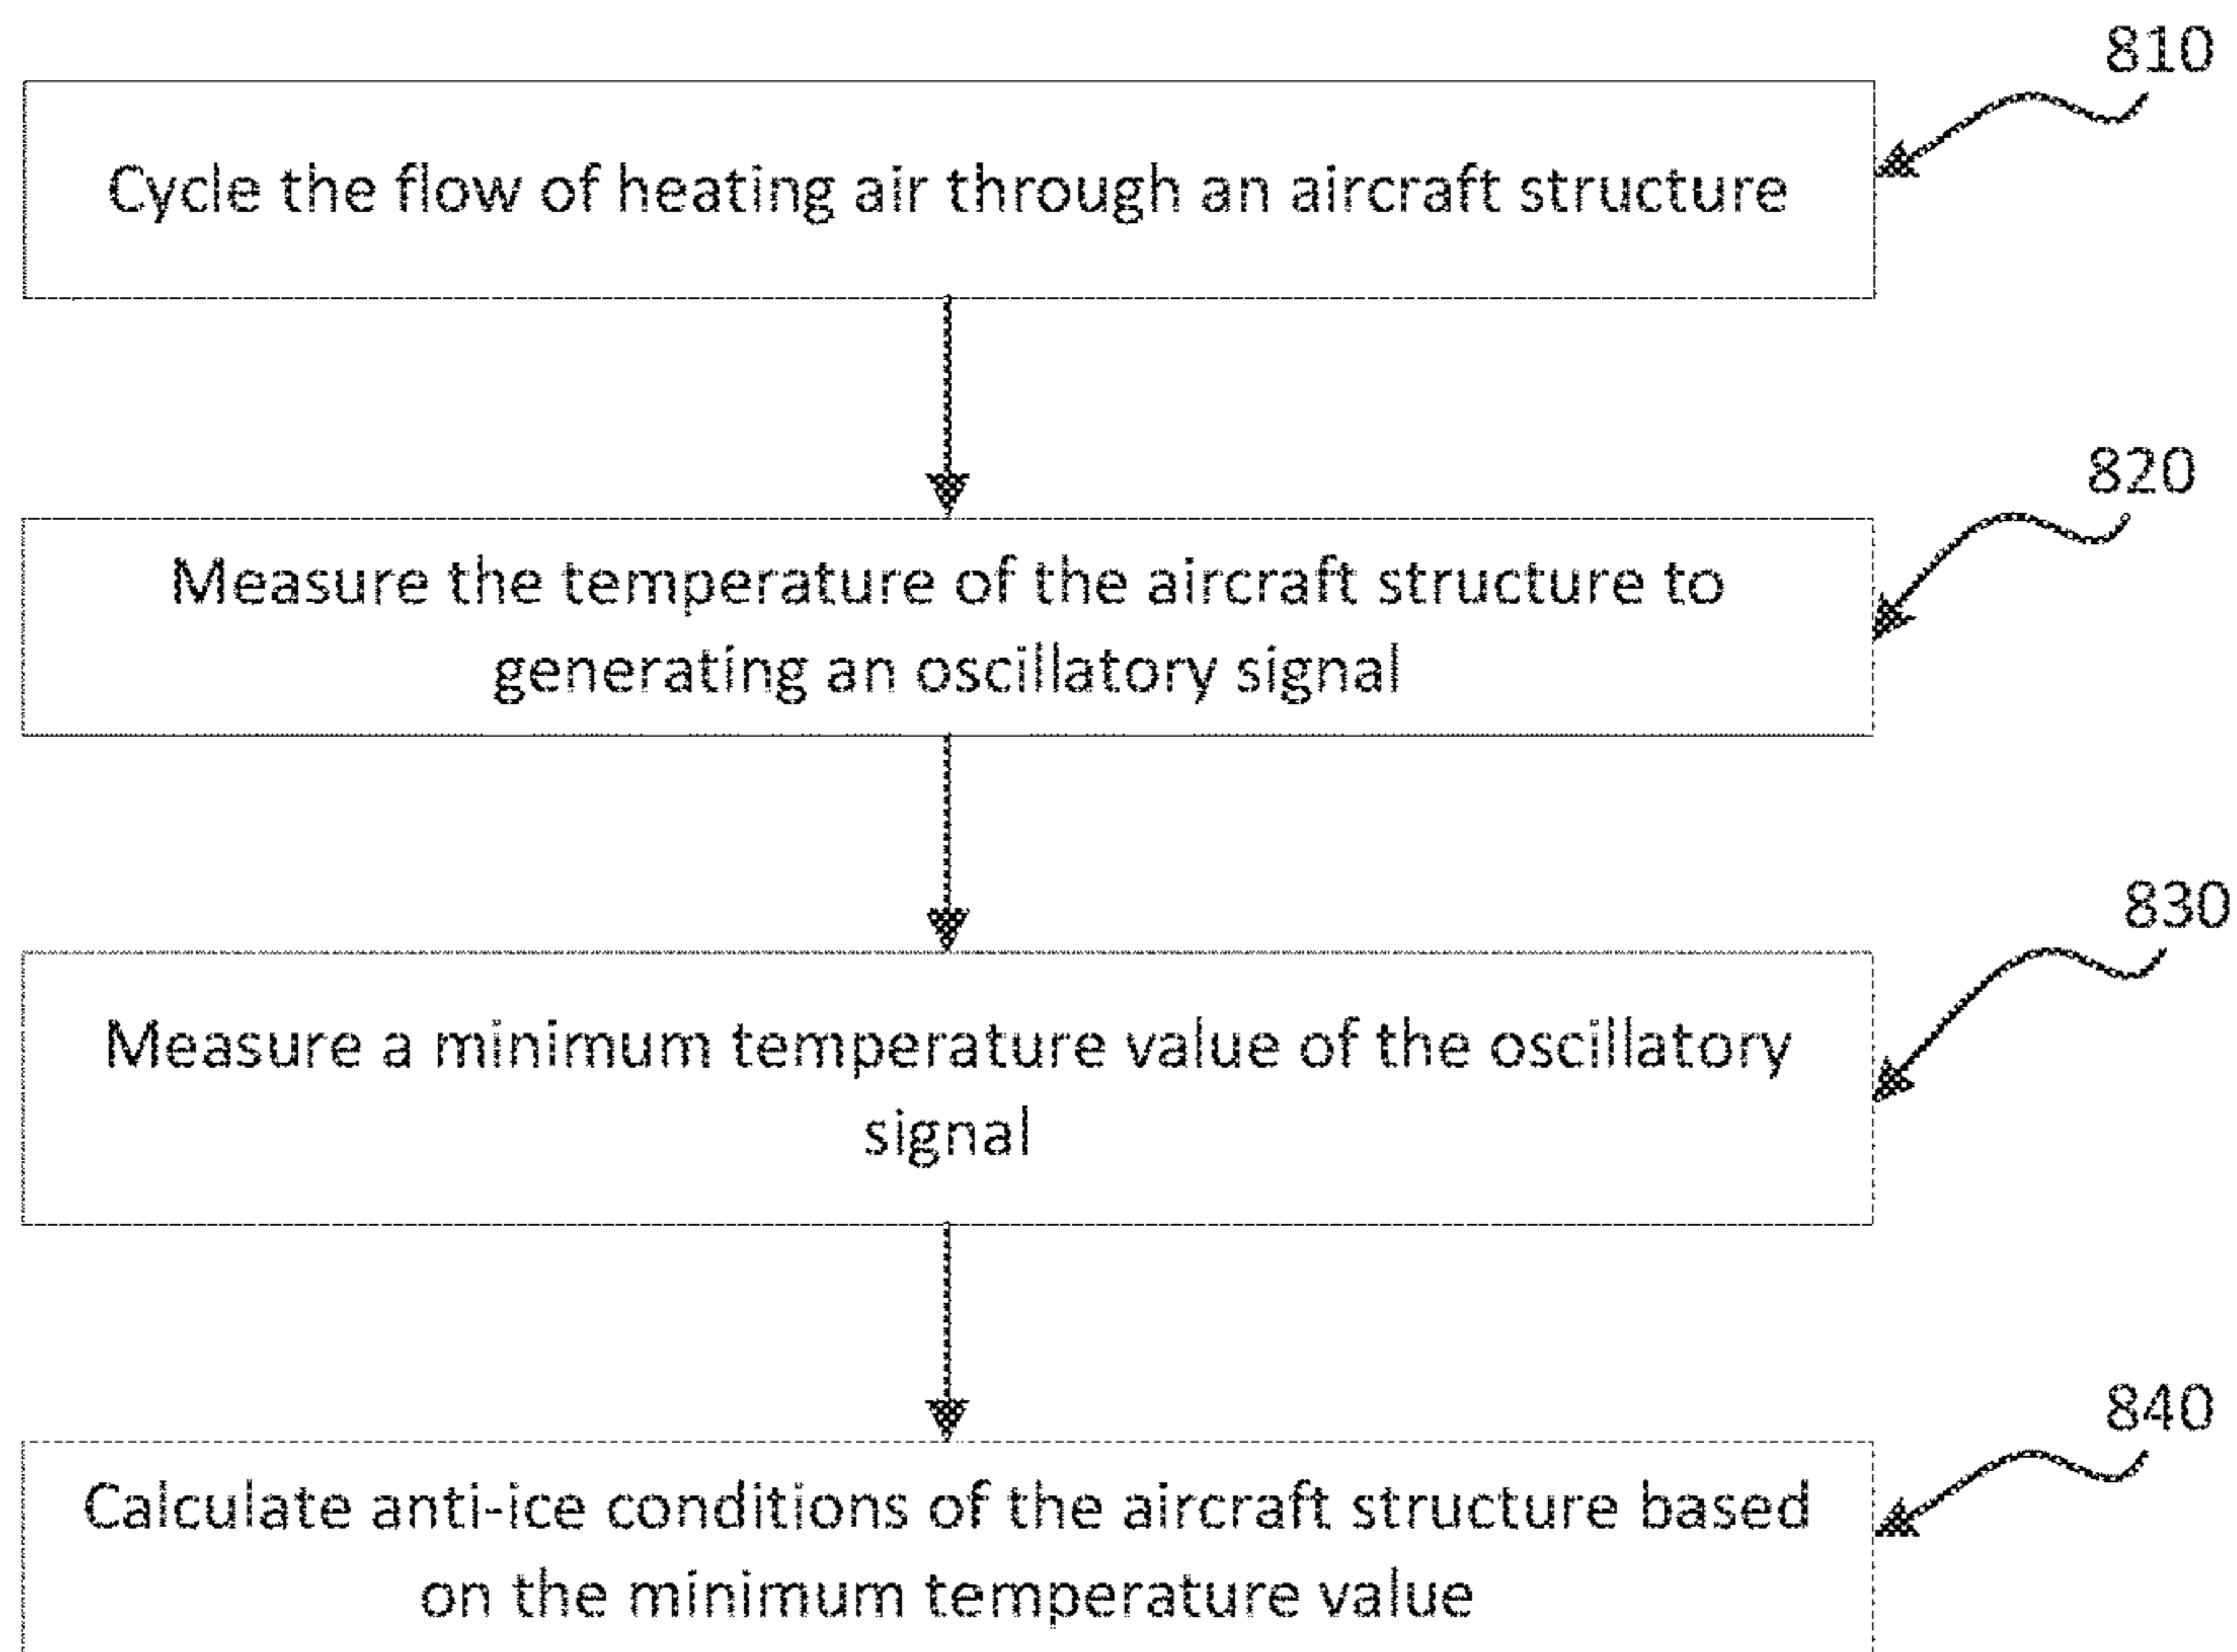 810
Cycle the flow of heating air through an aircraft structure
820
Measure the temperature of the aircraft structure to
generating an oscillatory signal
830
Measure a minimum temperature value of the oscillatory
signal
840
Calculate anti-ice conditions of the aircraft structure based
on the minimum temperature value